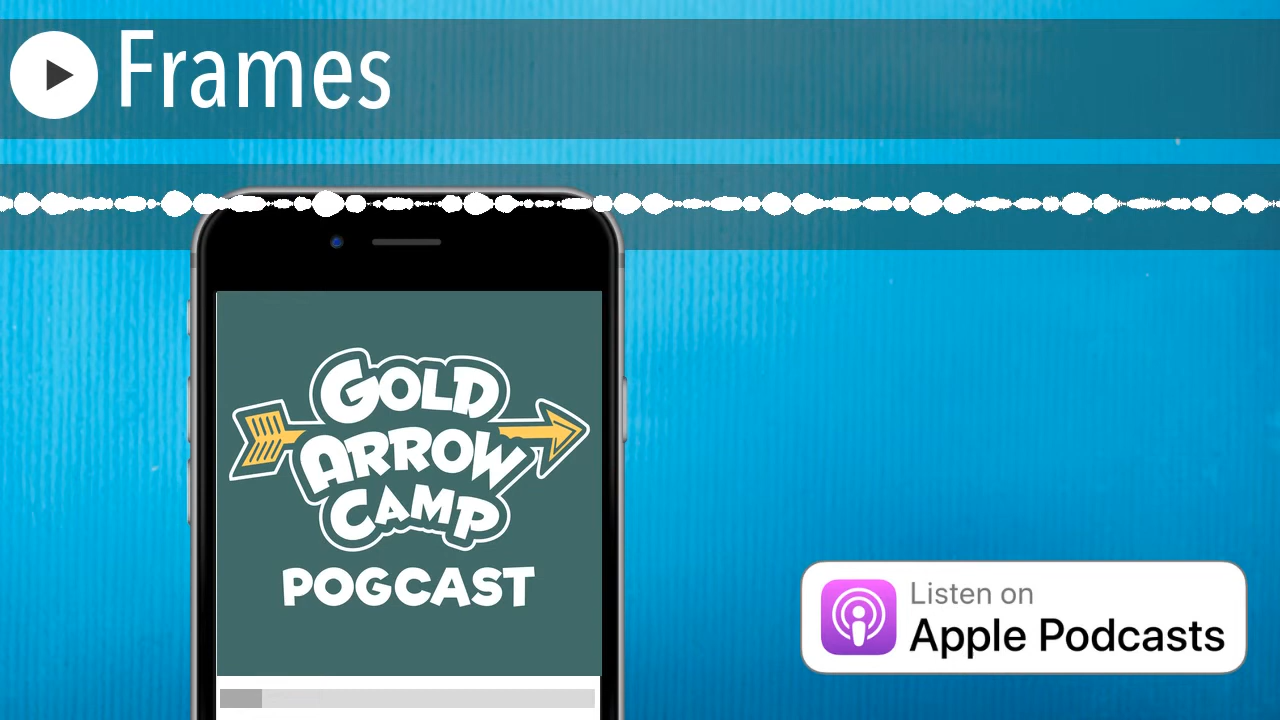 Frames
GOLD
ARROW
CAMP
POGCAST
Listen on
Apple Podcasts